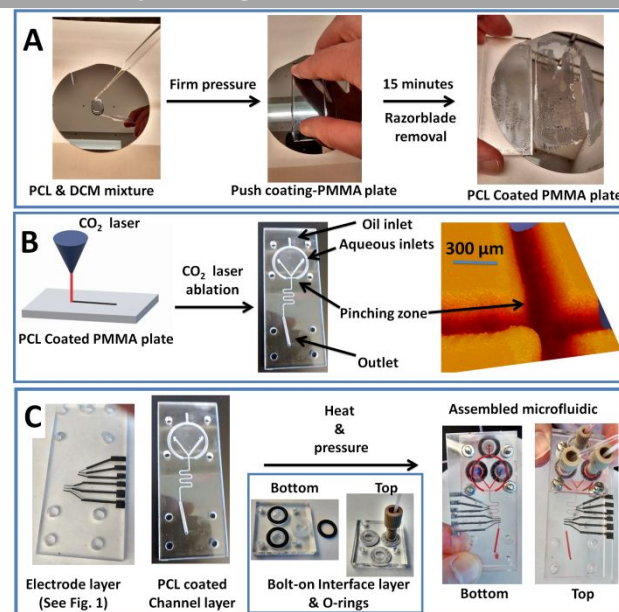 A
Firm pressure
15 minutes
Razorblade
removal
PCL & DCM mixture
Push coating-PMMA plate
PCL Coated PMMA plate
B
CO2 laser
CO2 laser
ablation
PCL Coated PMMA plate
Oil inlet
Aqueous inlets
Pinching zone
Outlet
300 μm
C
Heat
&
pressure
Assembled microfluidic
Bottom
Top
Electrode layer
(See Fig. 1)
PCL coated
Channel layer
Bolt-on Interface layer
& O-rings
Bottom
Top